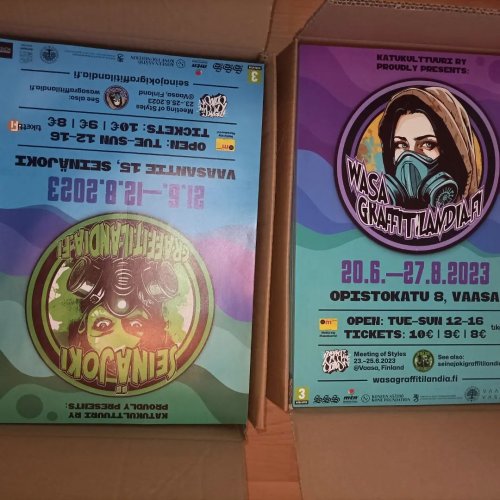 KATUKULTTUURI RY
PROUDLY PRESENTS:
SEINÄJOKI
GRAFFITILANDIA.FI
21.6.–12.8.2023
VAASANTIE 15, SEINÄJOKI
OPEN: TUE-SUN 12-16
TICKETS: 10€ | 9€ | 8€
tiketti
Meeting of Styles
23.-25.6.2023
@Vaasa, Finland
See also:
wasagraffitilandia.fi
seinajokigraffitilandia.fi
KATUKULTTUURI RY
PROUDLY PRESENTS:
WASA
GRAFFITILANDIA.FI
20.6.–27.8.2023
OPISTOKATU 8, VAASA
OPEN: TUE-SUN 12-16
TICKETS: 10€ | 9€ | 8€
Meeting of Styles
23.-25.6.2023
@Vaasa, Finland
See also:
seinajokigraffitilandia
wasagraffitilandia.fi